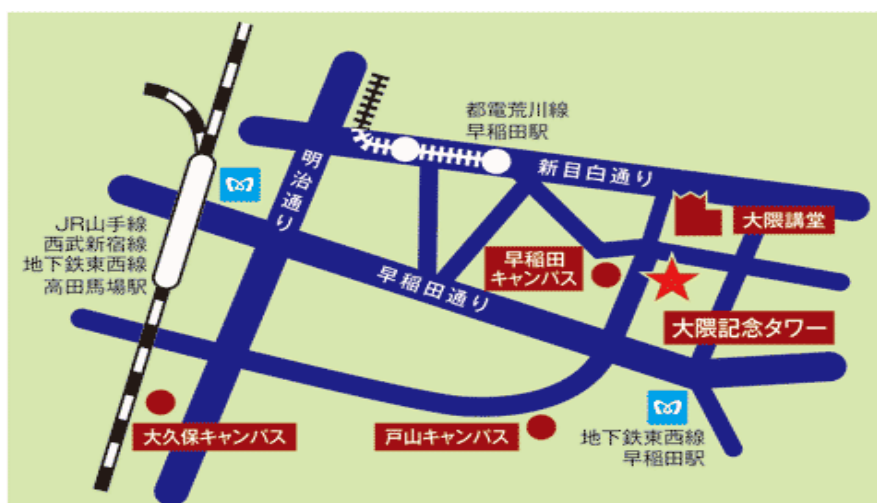 都電荒川線
早稲田駅
新目白通り
明治通り
大隈講堂
JR山手線
西武新宿線
地下鉄東西線
高田馬場駅
早稲田通り
早稲田
キャンパス
大隈記念タワー
大久保キャンパス
戸山キャンパス
地下鉄東西線
早稲田駅